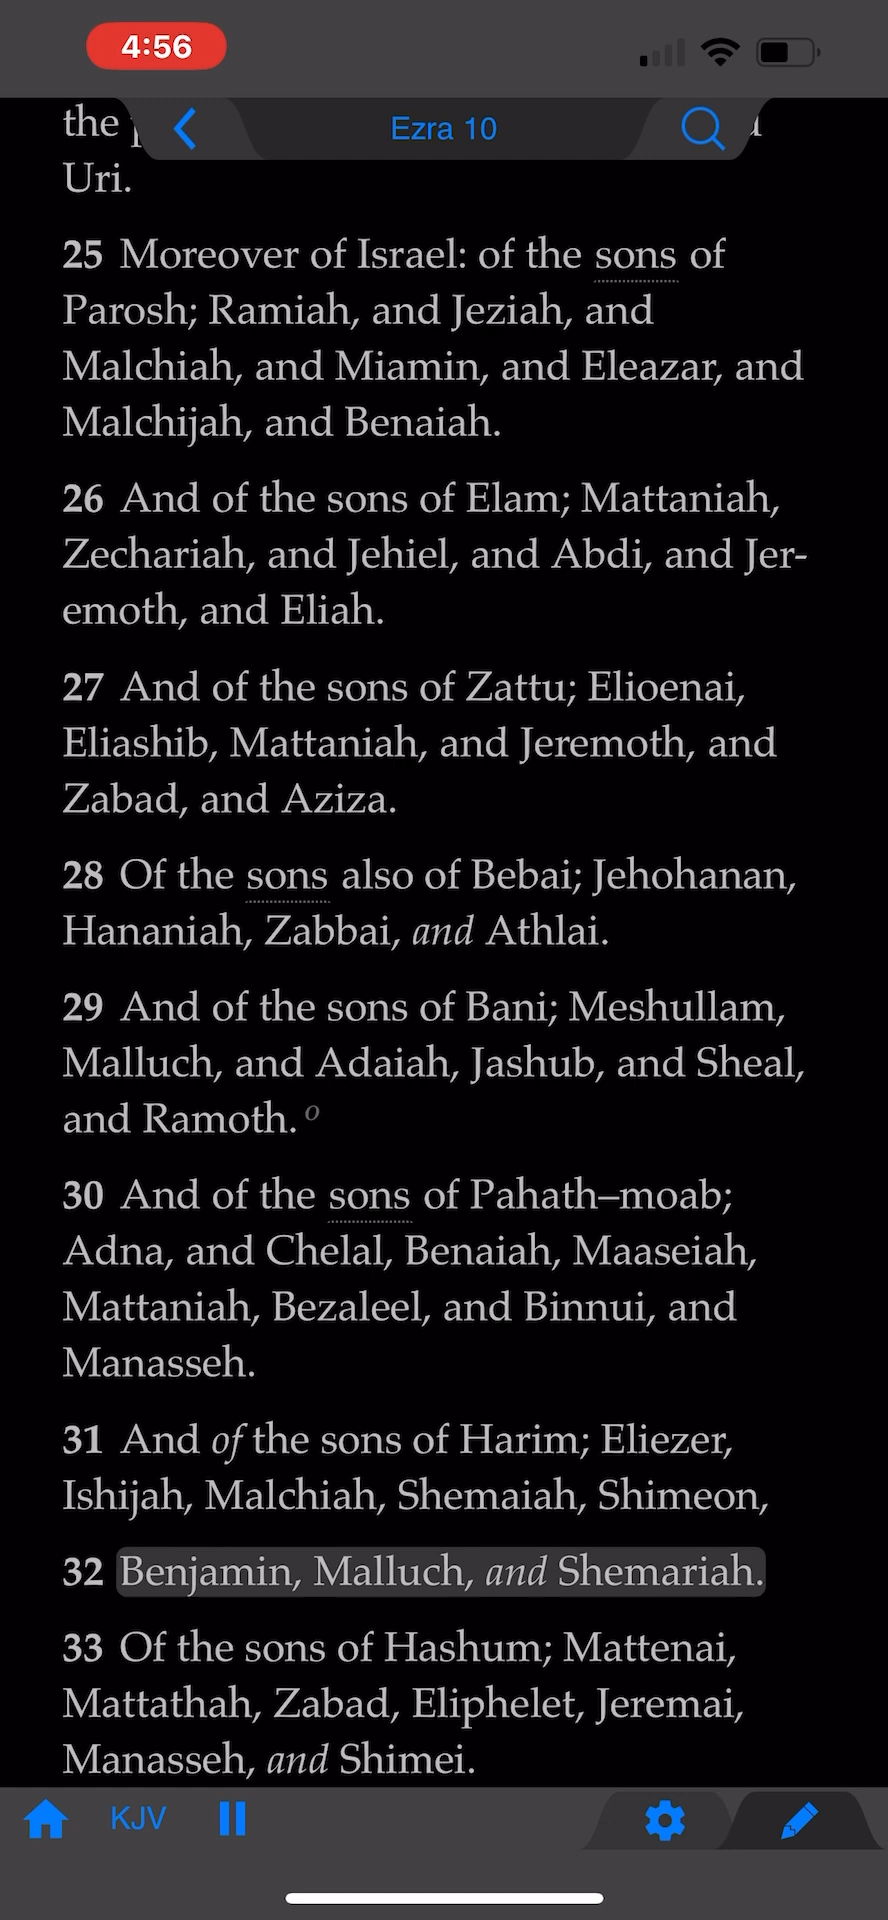 4:56
the
Ezra 10
Uri.
25 Moreover of Israel: of the sons of
Parosh; Ramiah, and Jeziah, and
Malchiah, and Miamin, and Eleazar, and
Malchijah, and Benaiah.
26 And of the sons of Elam; Mattaniah,
Zechariah, and Jehiel, and Abdi, and Jer-
emoth, and Eliah.
27 And of the sons of Zattu; Elioenai,
Eliashib, Mattaniah, and Jeremoth, and
Zabad, and Aziza.
28 Of the sons also of Bebai; Jehohanan,
Hananiah, Zabbai, and Athlai.
29 And of the sons of Bani; Meshullam,
Malluch, and Adaiah, Jashub, and Sheal,
and Ramoth. o
30 And of the sons of Pahath–moab;
Adna, and Chelal, Benaiah, Maaseiah,
Mattaniah, Bezaleel, and Binnui, and
Manasseh.
31 And of the sons of Harim; Eliezer,
Ishijah, Malchiah, Shemaiah, Shimeon,
32 Benjamin, Malluch, and Shemariah.
33 Of the sons of Hashum; Mattenai,
Mattathah, Zabad, Eliphelet, Jeremai,
Manasseh, and Shimei.
KJV